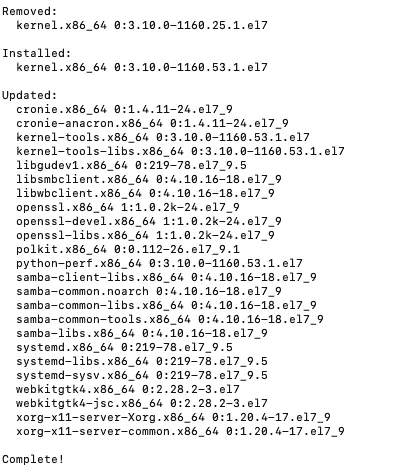 Removed:
kernel.x86_64 0:3.10.0-1160.25.1.el7
Installed:
kernel.x86_64 0:3.10.0-1160.53.1.el7
Updated:
cronie.x86_64 0:1.4.11-24.el7_9
cronie-anacron.x86_64 0:1.4.11-24.el7_9
kernel-tools.x86_64 0:3.10.0-1160.53.1.el7
kernel-tools-libs.x86_64 0:3.10.0-1160.53.1.el7
libgudev1.x86_64 0:219-78.el7_9.5
libsmbclient.x86_64 0:4.10.16-18.el7_9
libwbclient.x86_64 0:4.10.16-18.el7_9
openssl.x86_64 1:1.0.2k-24.el7_9
openssl-devel.x86_64 1:1.0.2k-24.el7_9
openssl-libs.x86_64 1:1.0.2k-24.el7_9
polkit.x86_64 0:0.112-26.el7_9.1
python-perf.x86_64 0:3.10.0-1160.53.1.el7
samba-client-libs.x86_64 0:4.10.16-18.el7_9
samba-common.noarch 0:4.10.16-18.el7_9
samba-common-libs.x86_64 0:4.10.16-18.el7_9
samba-common-tools.x86_64 0:4.10.16-18.el7_9
samba-libs.x86_64 0:4.10.16-18.el7_9
systemd.x86_64 0:219-78.el7_9.5
systemd-libs.x86_64 0:219-78.el7_9.5
systemd-sysv.x86_64 0:219-78.el7_9.5
webkitgtk4.x86_64 0:2.28.2-3.el7
webkitgtk4-jsc.x86_64 0:2.28.2-3.el7
xorg-x11-server-Xorg.x86_64 0:1.20.4-17.el7_9
xorg-x11-server-common.x86_64 0:1.20.4-17.el7_9
Complete!